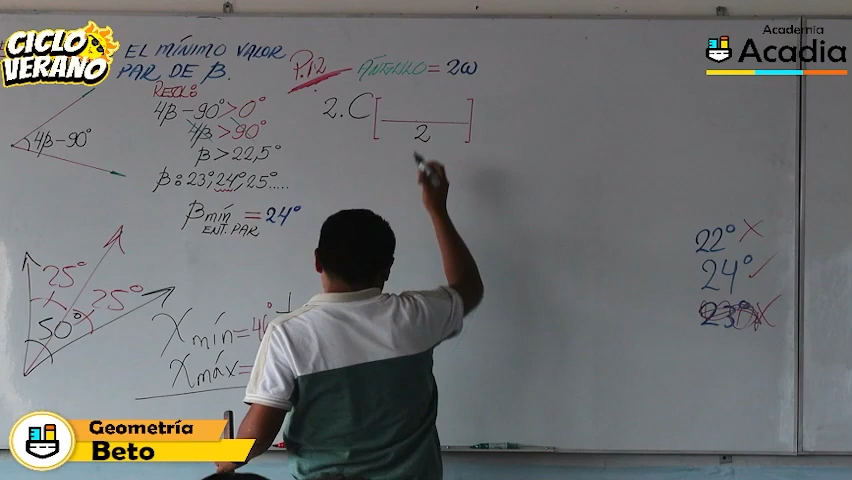 CICLO
VERANO
Academia
Acadia
EL MÍNIMO VALOR
PAR DE β.
RESOL:
4β-90°>0°
4β>90°
β>22,5°
β:23°,24°,25°.....
βmín=24°
ENT. PAR
4β-90°
P.12
ÁNGULO=2ω
2.C[
2
]
22° X
24° ✓
X
25°
25°
50°
Xmín=46°
Xmáx=
Geometría
Beto